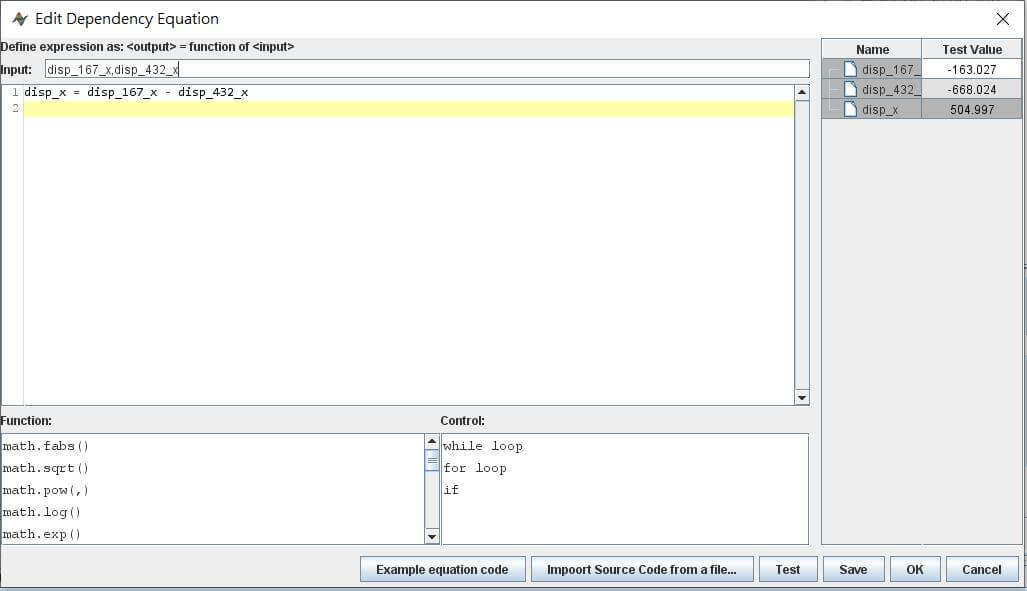 Edit Dependency Equation
Define expression as: <output> = function of <input>
Input: disp_167_x,disp_432_x
1 disp_x = disp_167_x - disp_432_x
2
Name Test Value
disp_167_ -163.027
disp_432_ -668.024
disp_x 504.997
Function:
math.fabs()
math.sqrt()
math.pow(,)
math.log()
math.exp()
Control:
while loop
for loop
if
Example equation code Impoort Source Code from a file... Test Save OK Cancel